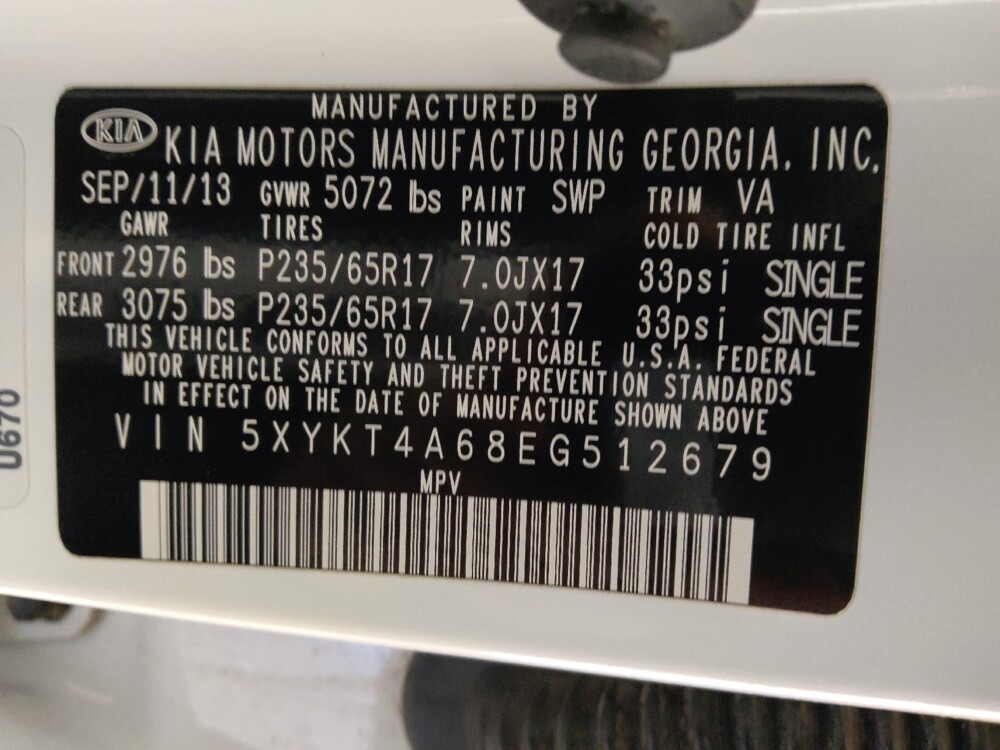 MANUFACTURED BY
KIA KIA MOTORS MANUFACTURING GEORGIA, INC.
SEP/11/13 GVWR 5072 lbs PAINT SWP TRIM VA
GAWR TIRES RIMS COLD TIRE INFL
FRONT 2976 lbs P235/65R17 7.0JX17 33psi SINGLE
REAR 3075 lbs P235/65R17 7.0JX17 33psi SINGLE
THIS VEHICLE CONFORMS TO ALL APPLICABLE U.S.A. FEDERAL
MOTOR VEHICLE SAFETY AND THEFT PREVENTION STANDARDS
IN EFFECT ON THE DATE OF MANUFACTURE SHOWN ABOVE
VIN 5XYKT4A68EG512679
MPV
U670